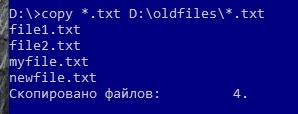 D:\>copy *.txt D:\oldfiles\*.txt
file1.txt
file2.txt
myfile.txt
newfile.txt
Скопировано файлов: 4.